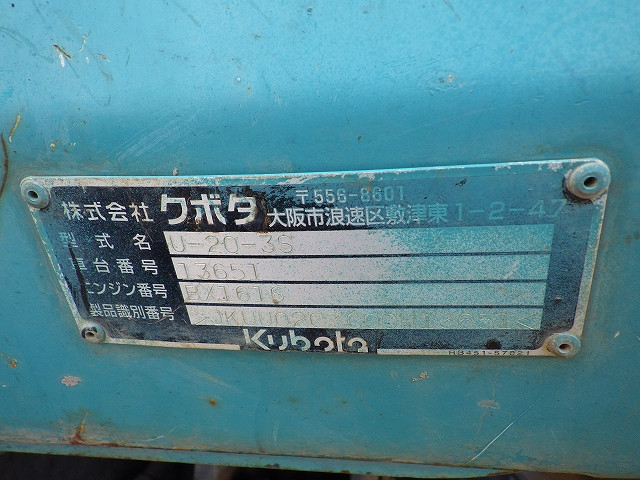 〒556-8601
株式会社 クボタ 大阪市浪速区敷津東1-2-47
型式名 U-20-3S
車台番号 13651
エンジン番号
製品識別番号
Kubota